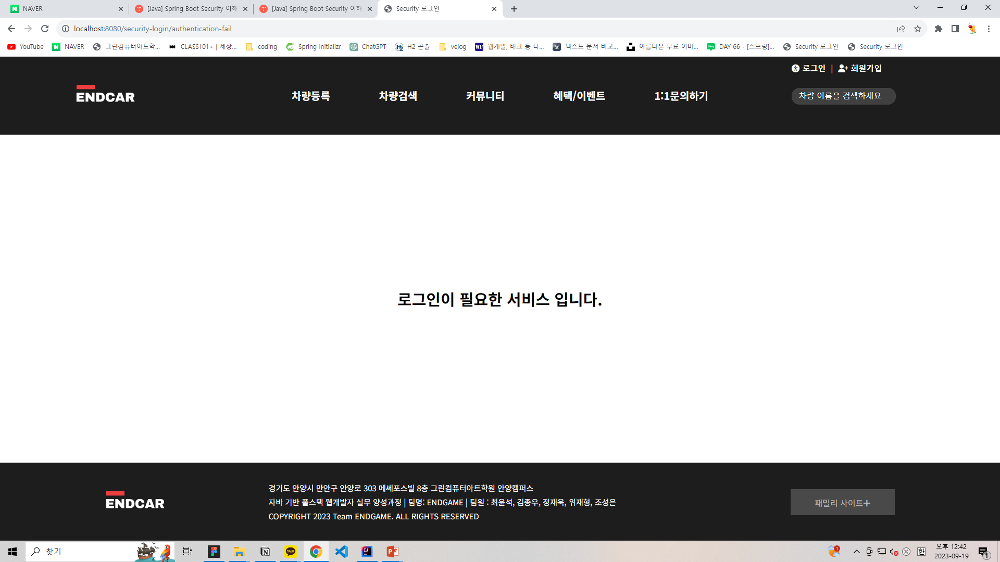 NAVER
[Java] Spring Boot Security 이해
[Java] Spring Boot Security 이해
Security 로그인
localhost:8080/security-login/authentication-fail
YouTube
NAVER
그린컴퓨터아트학...
CLASS101+ | 세상...
coding
Spring Initializr
ChatGPT
H2 콘솔
velog
웹개발, 테크 등 다...
텍스트 문서 비교...
아름다운 무료 이미...
DAY 66 - [스프링]...
Security 로그인
Security 로그인
로그인 | 회원가입
ENDCAR
차량등록
차량검색
커뮤니티
혜택/이벤트
1:1문의하기
차량 이름을 검색하세요
로그인이 필요한 서비스 입니다.
ENDCAR
경기도 안양시 만안구 안양로 303 메쎄포스빌 8층 그린컴퓨터아트학원 안양캠퍼스
자바 기반 풀스택 웹개발자 실무 양성과정 | 팀명: ENDGAME | 팀원 : 최윤석, 김종우, 정재욱, 위재형, 조성은
COPYRIGHT 2023 Team ENDGAME. ALL RIGHTS RESERVED
패밀리 사이트+
찾기
TALK
1
한
오후 12:42
2023-09-19
1